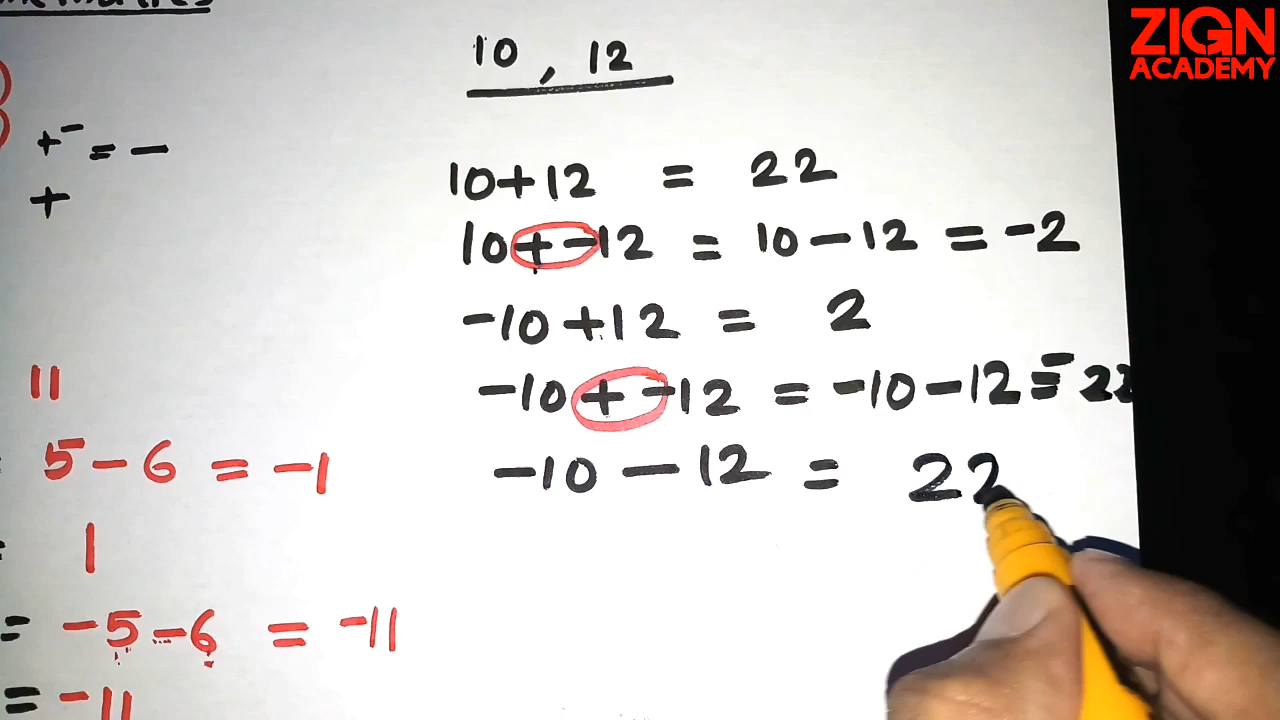 10 , 12
+ - = -
+
10+12 = 22
10+-12 = 10-12 = -2
-10+12 = 2
-10+-12 = -10-12 = -22
-10-12 = 22
11
5-6 = -1
= 1
= -5-6 = -11
= -11
ZIGN
ACADEMY